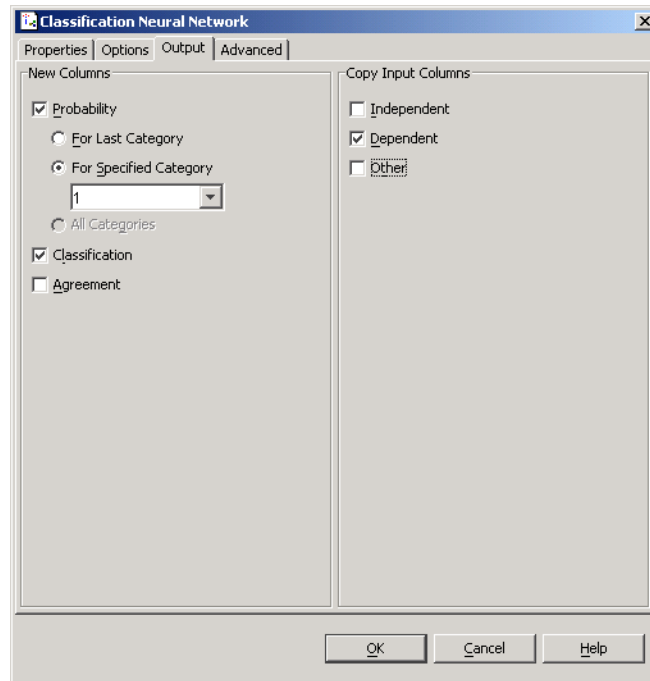 Classification Neural Network
Properties Options Output Advanced
New Columns
Probability
For Last Category
For Specified Category
1
All Categories
Classification
Agreement
Copy Input Columns
Independent
Dependent
Other
OK Cancel Help